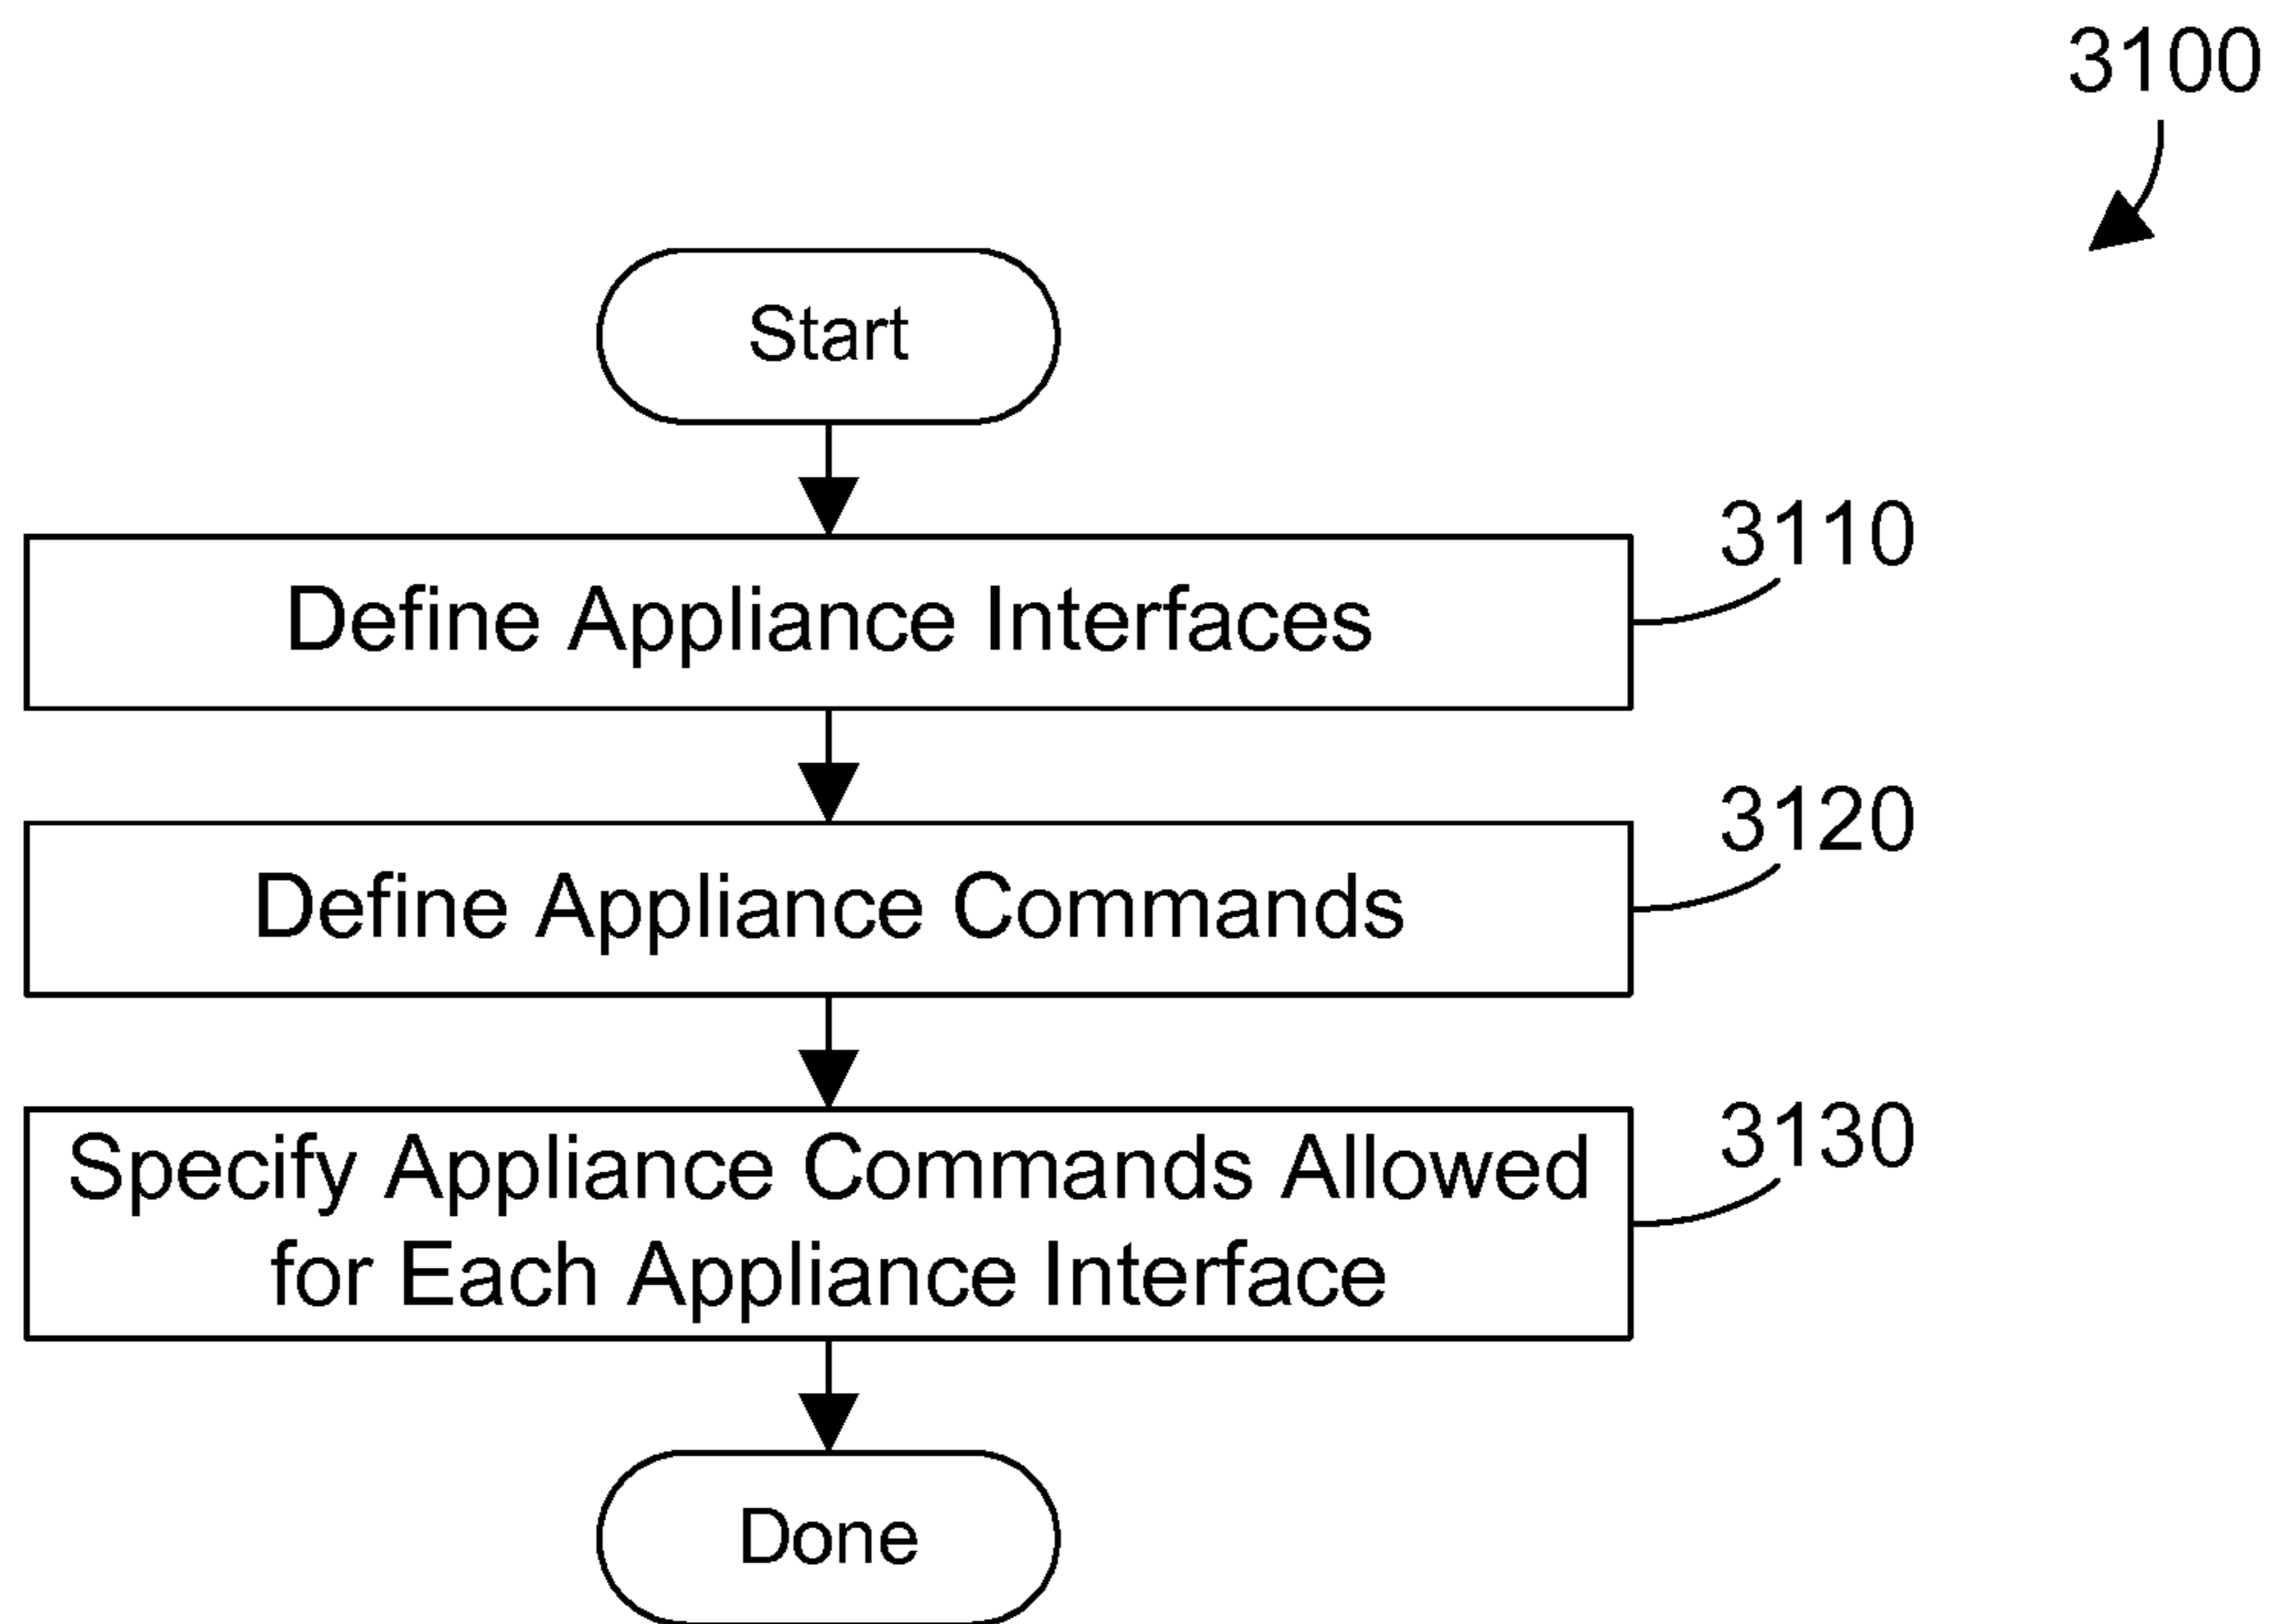 3100
Start
Define Appliance Interfaces
3110
Define Appliance Commands
3120
Specify Appliance Commands Allowed
for Each Appliance Interface
3130
Done